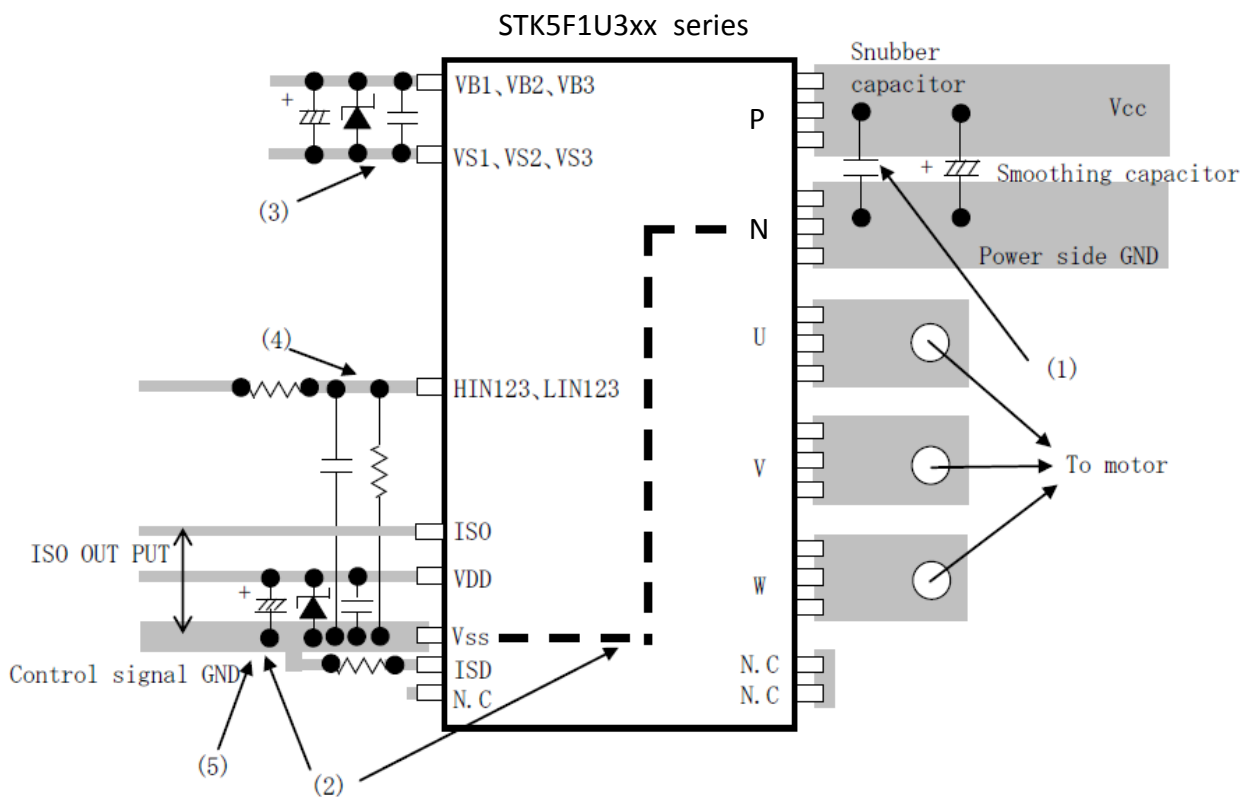 STK5F1U3xx series
Snubber
capacitor
VB1、VB2、VB3
P
Vcc
+
VS1、VS2、VS3
+
Smoothing capacitor
(3)
N
Power side GND
(4)
U
(1)
HIN123、LIN123
V
To motor
ISO
ISO OUT PUT
VDD
W
+
Vss
Control signal GND
ISD
N.C
N.C
N.C
(5)
(2)